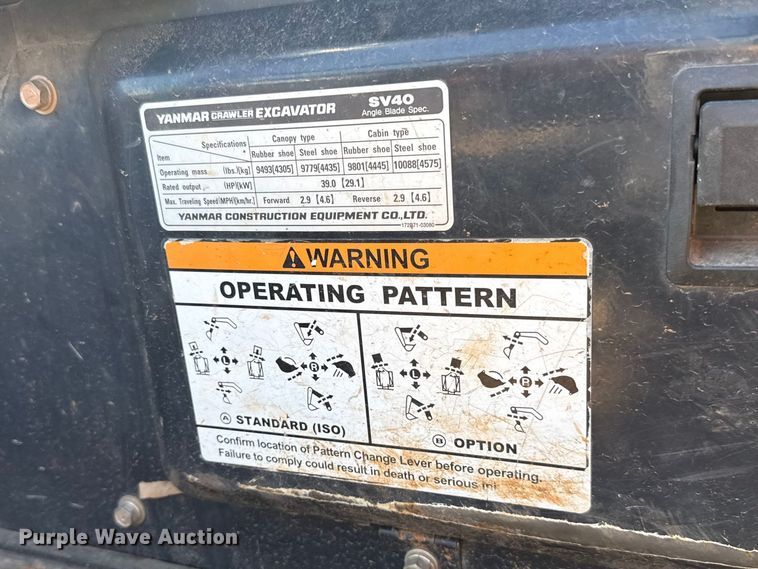 YANMAR CRAWLER EXCAVATOR SV40
Angle Blade Spec.
Specifications Canopy type Cabin type
Item Rubber shoe Steel shoe Rubber shoe Steel shoe
Operating mass (lbs.)[kg] 9493[4305] 9779[4435] 9801[4445] 10088[4575]
Rated output (HP)[kW] 39.0 [29.1]
Max. Traveling Speed (MPH)[km/hr.] Forward 2.9 [4.6] Reverse 2.9 [4.6]
YANMAR CONSTRUCTION EQUIPMENT CO.,LTD.
172B71-03080
WARNING
OPERATING PATTERN
L R L R
A STANDARD (ISO) B OPTION
Confirm location of Pattern Change Lever before operating.
Failure to comply could result in death or serious inj
Purple Wave Auction